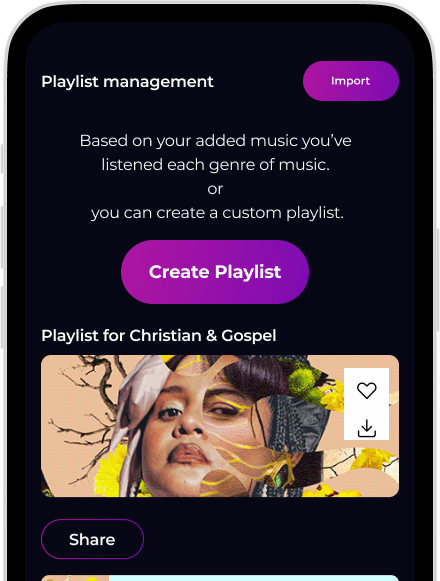 Playlist management
Import
Based on your added music you’ve
listened each genre of music.
or
you can create a custom playlist.
Create Playlist
Playlist for Christian & Gospel
Share